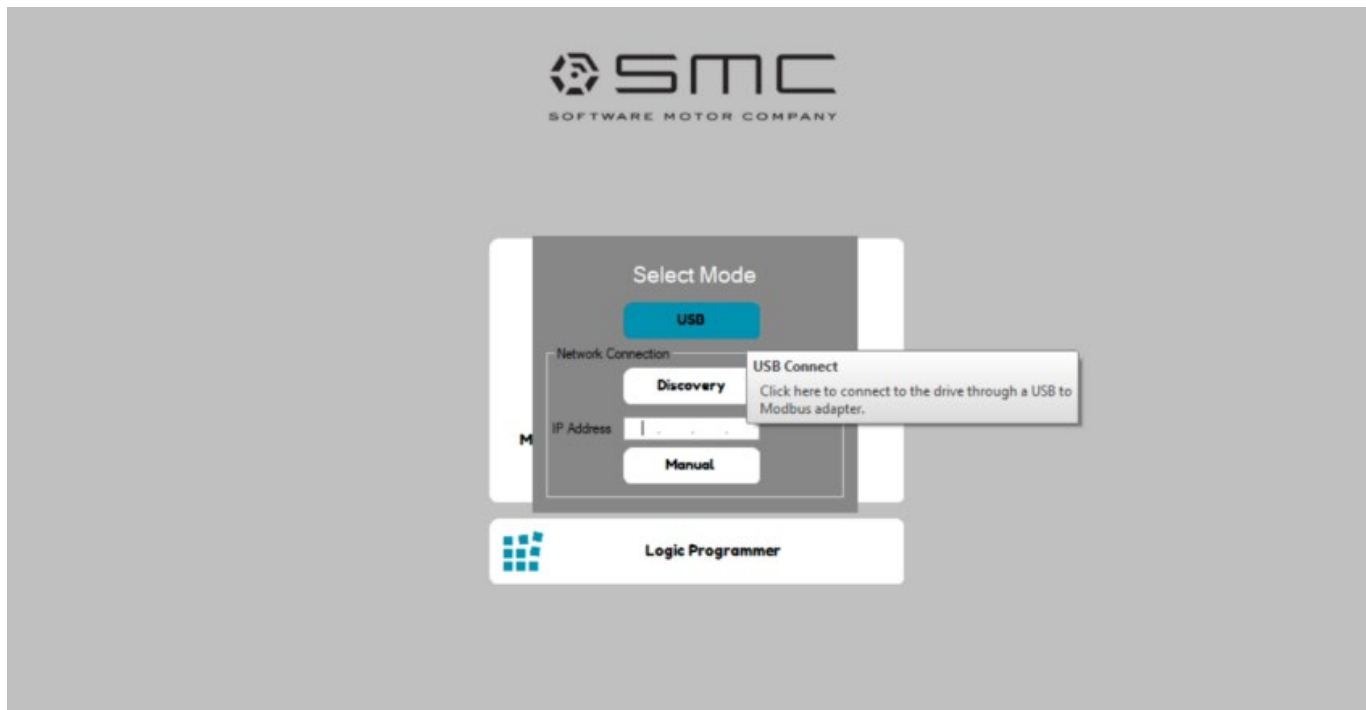 SMC
SOFTWARE MOTOR COMPANY
Select Mode
USB
Network Connection
USB Connect
Click here to connect to the drive through a USB to
Modbus adapter.
Discovery
IP Address
M
Manual
Logic Programmer